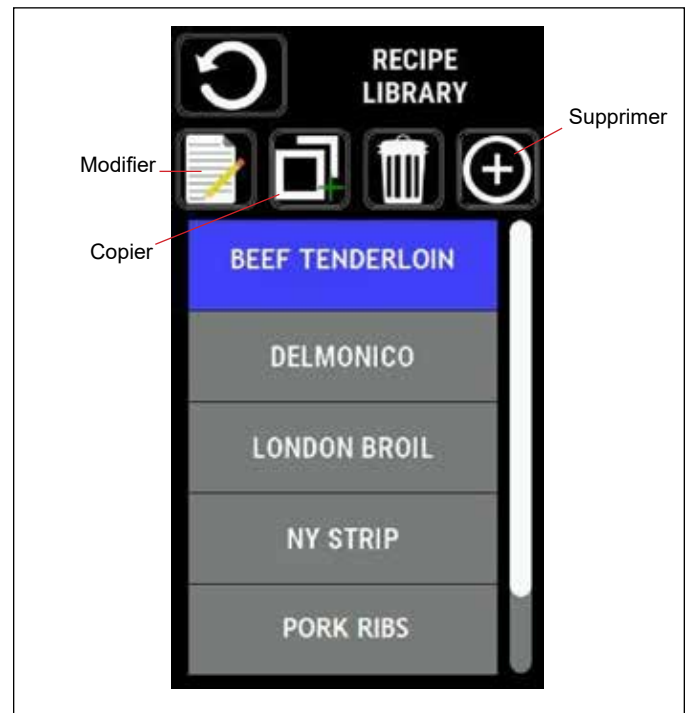 RECIPE
LIBRARY
Supprimer
Modifier
Copier
BEEF TENDERLOIN
DELMONICO
LONDON BROIL
NY STRIP
PORK RIBS